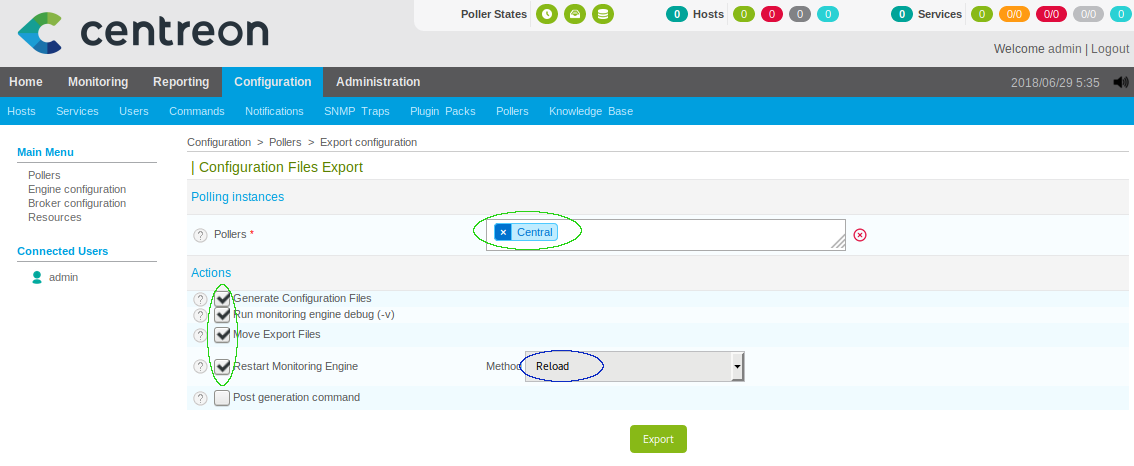 centreon
Poller States 0 Hosts 0 0 0 0 0 Services 0 0/0 0/0 0/0 0
Welcome admin | Logout
Home Monitoring Reporting Configuration Administration 2018/06/29 5:35
Hosts Services Users Commands Notifications SNMP Traps Plugin Packs Pollers Knowledge Base
Main Menu
Pollers
Engine configuration
Broker configuration
Resources
Connected Users
admin
Configuration > Pollers > Export configuration
| Configuration Files Export
Polling instances
? Pollers * × Central
Actions
? Generate Configuration Files
? Run monitoring engine debug (-v)
? Move Export Files
? Restart Monitoring Engine Method Reload
? Post generation command
Export